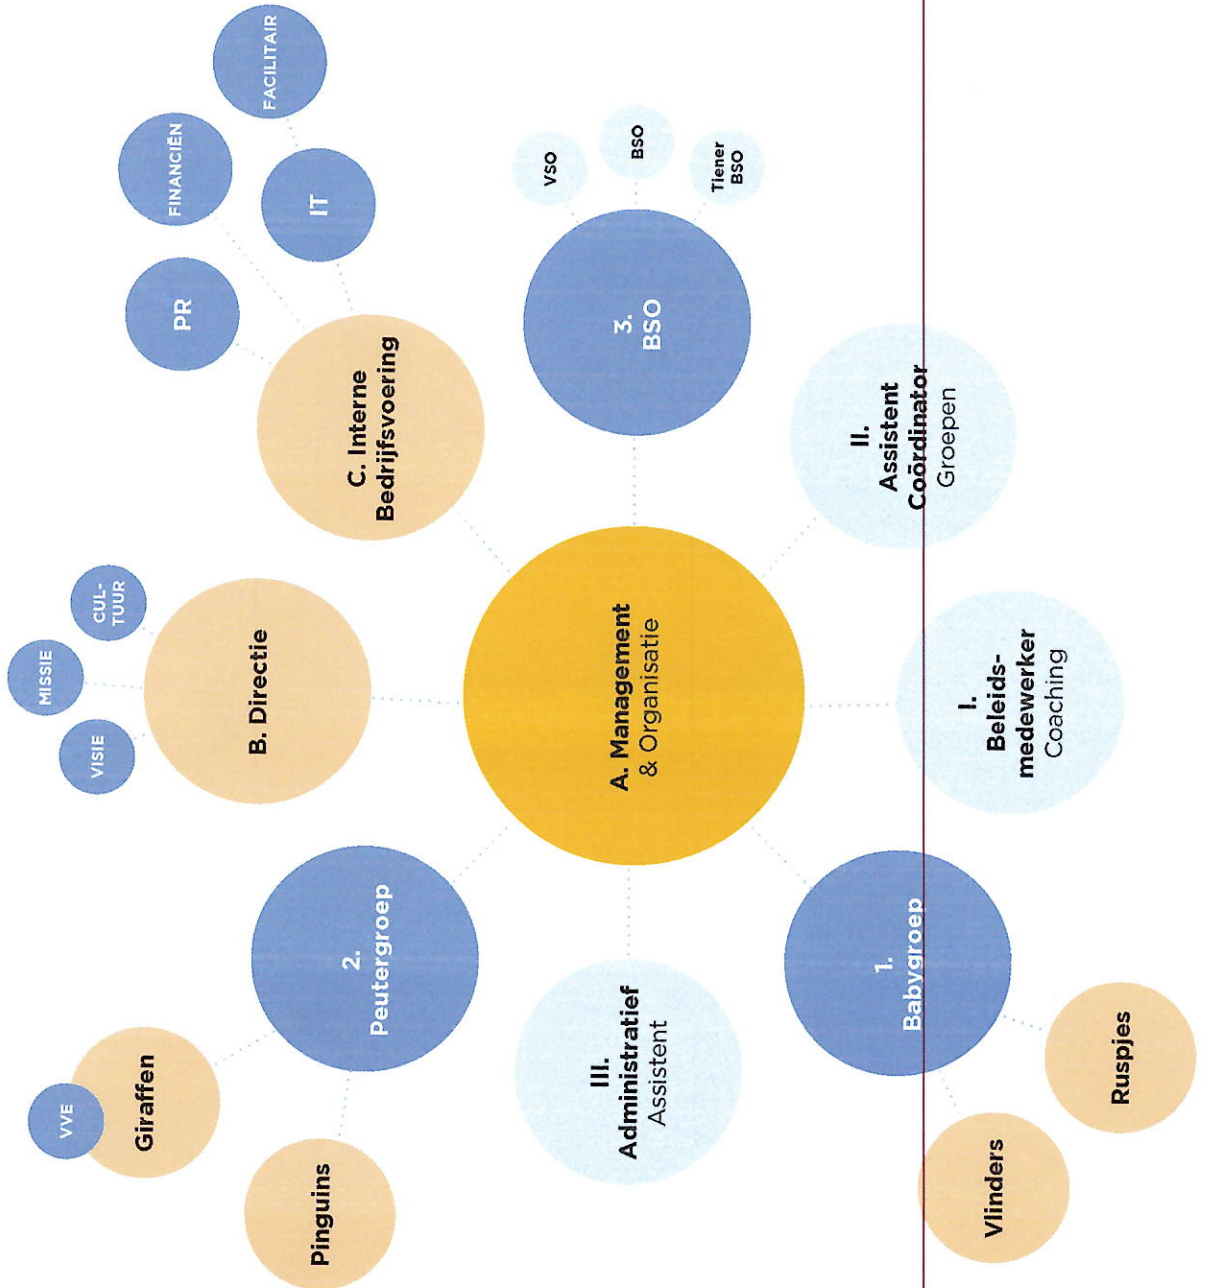 VISIE
MISSIE
CUL-
TUUR
B. Directie
PR
FINANCIËN
IT
FACILITAIR
C. Interne
Bedrijfsvoering
VVE
Giraffen
Pinguins
2.
Peutergroep
A. Management
& Organisatie
3.
BSO
VSO
BSO
Tiener
BSO
III.
Administratief
Assistent
II.
Assistent
Coördinator
Groepen
1.
Babygroep
Vlinders
Ruspjes
I.
Beleids-
medewerker
Coaching